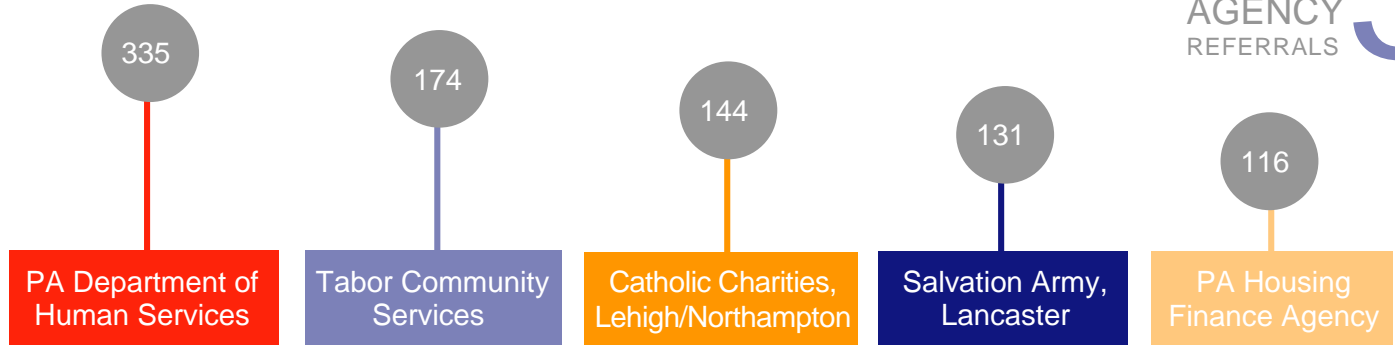 AGENCY
REFERRALS
335
174
144
131
116
PA Department of
Human Services
Tabor Community
Services
Catholic Charities,
Lehigh/Northampton
Salvation Army,
Lancaster
PA Housing
Finance Agency